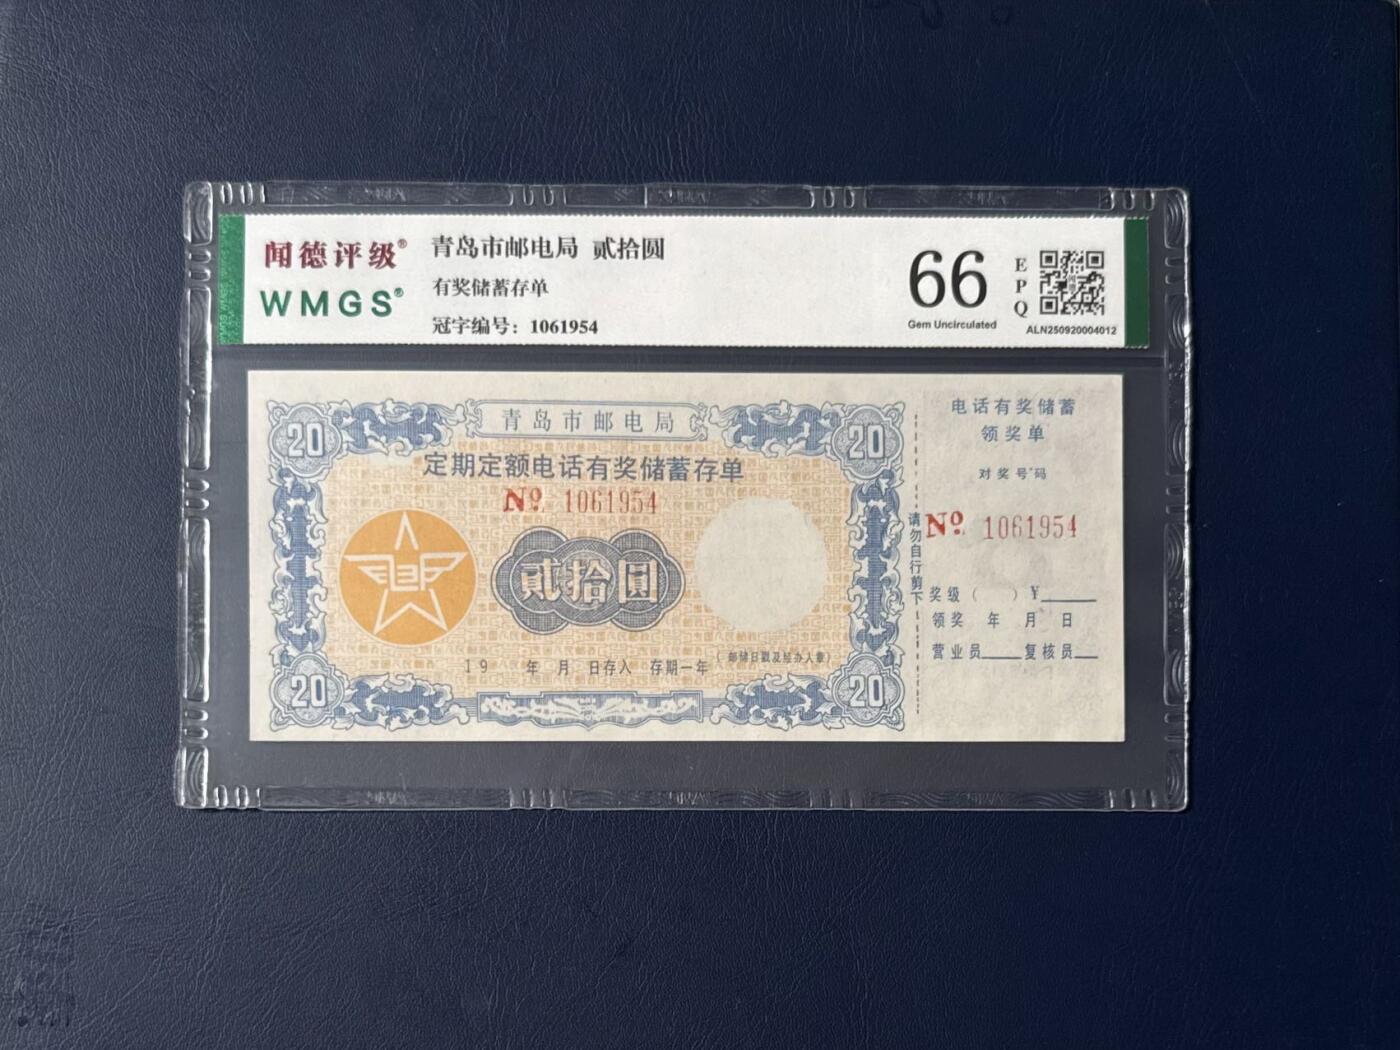 闻德评级®
WMGS®
青岛市邮电局 贰拾圆
有奖储蓄存单
冠字编号：1061954
66
EPQ
Gem Uncirculated
ALN250920004012
20
青岛市邮电局
20
定期定额电话有奖储蓄存单
Nº 1061954
贰拾圆
19 年 月 日存入 存期一年
(邮储日戳及经办人章)
20
20
请勿自行剪下
电话有奖储蓄
领奖单
对奖号码
Nº 1061954
奖级( )¥
领奖 年 月 日
营业员 复核员